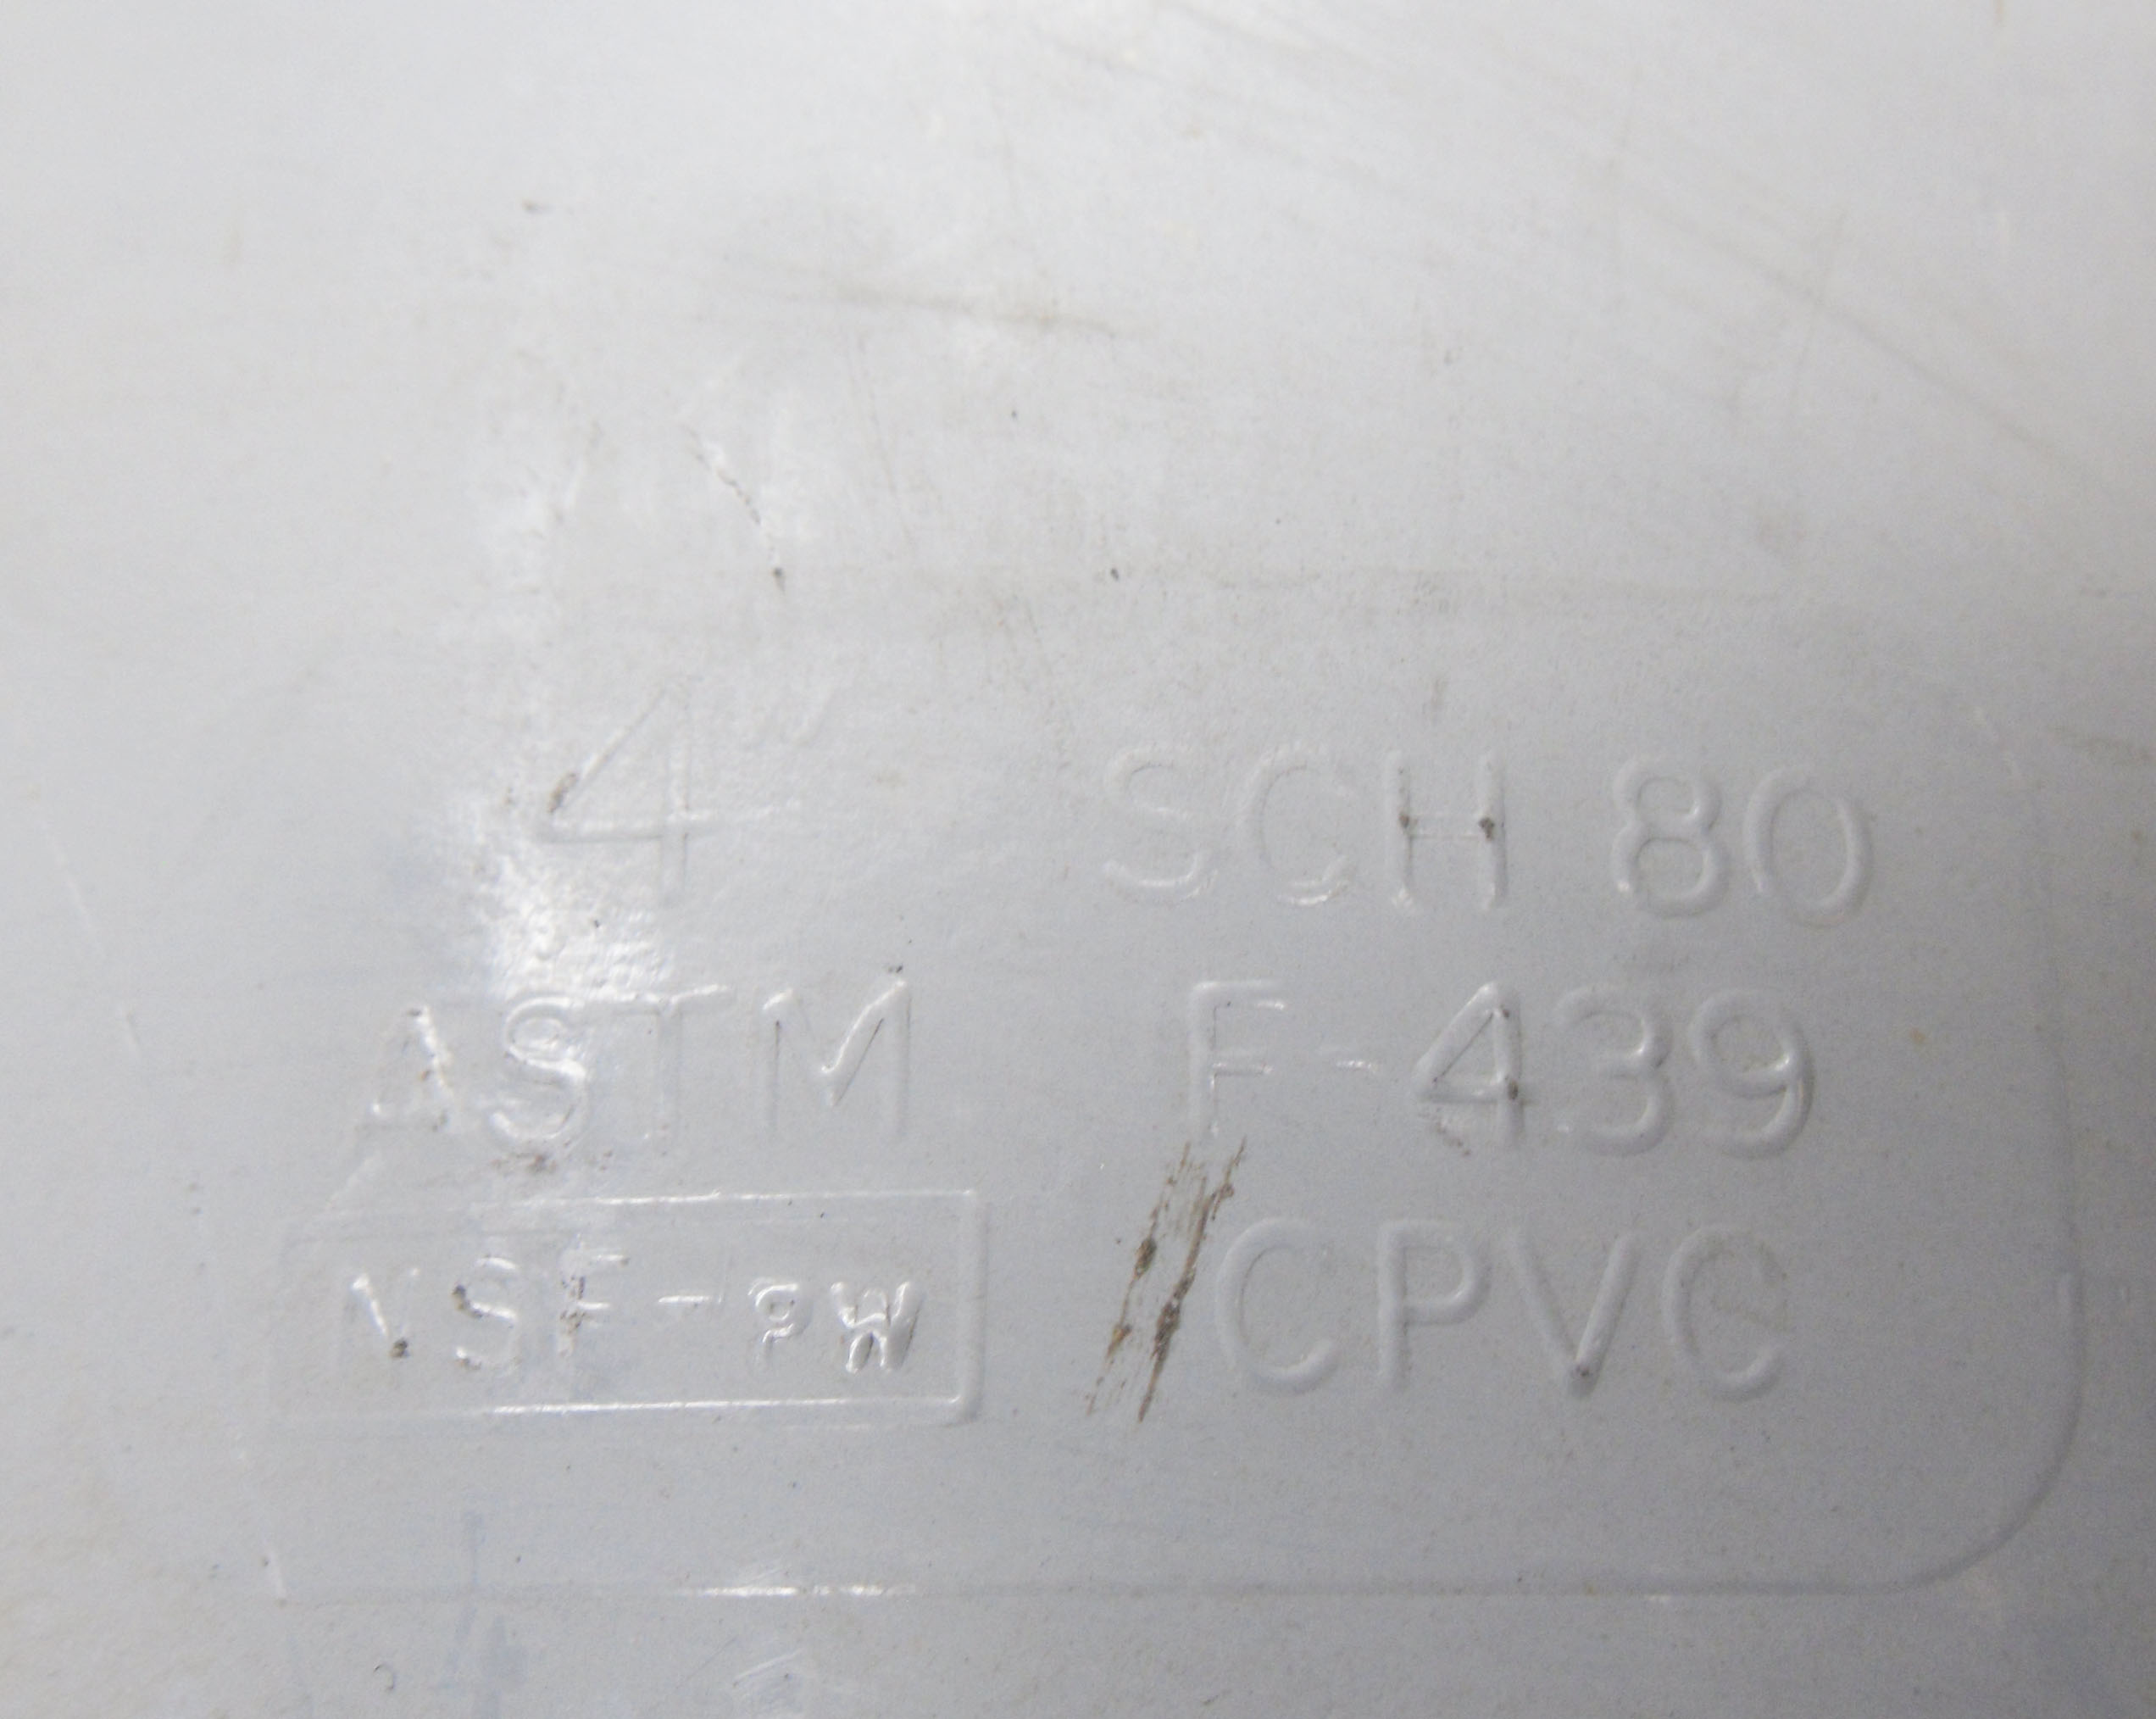 4" SCH 80
ASTM F-439
NSF-PW CPVC